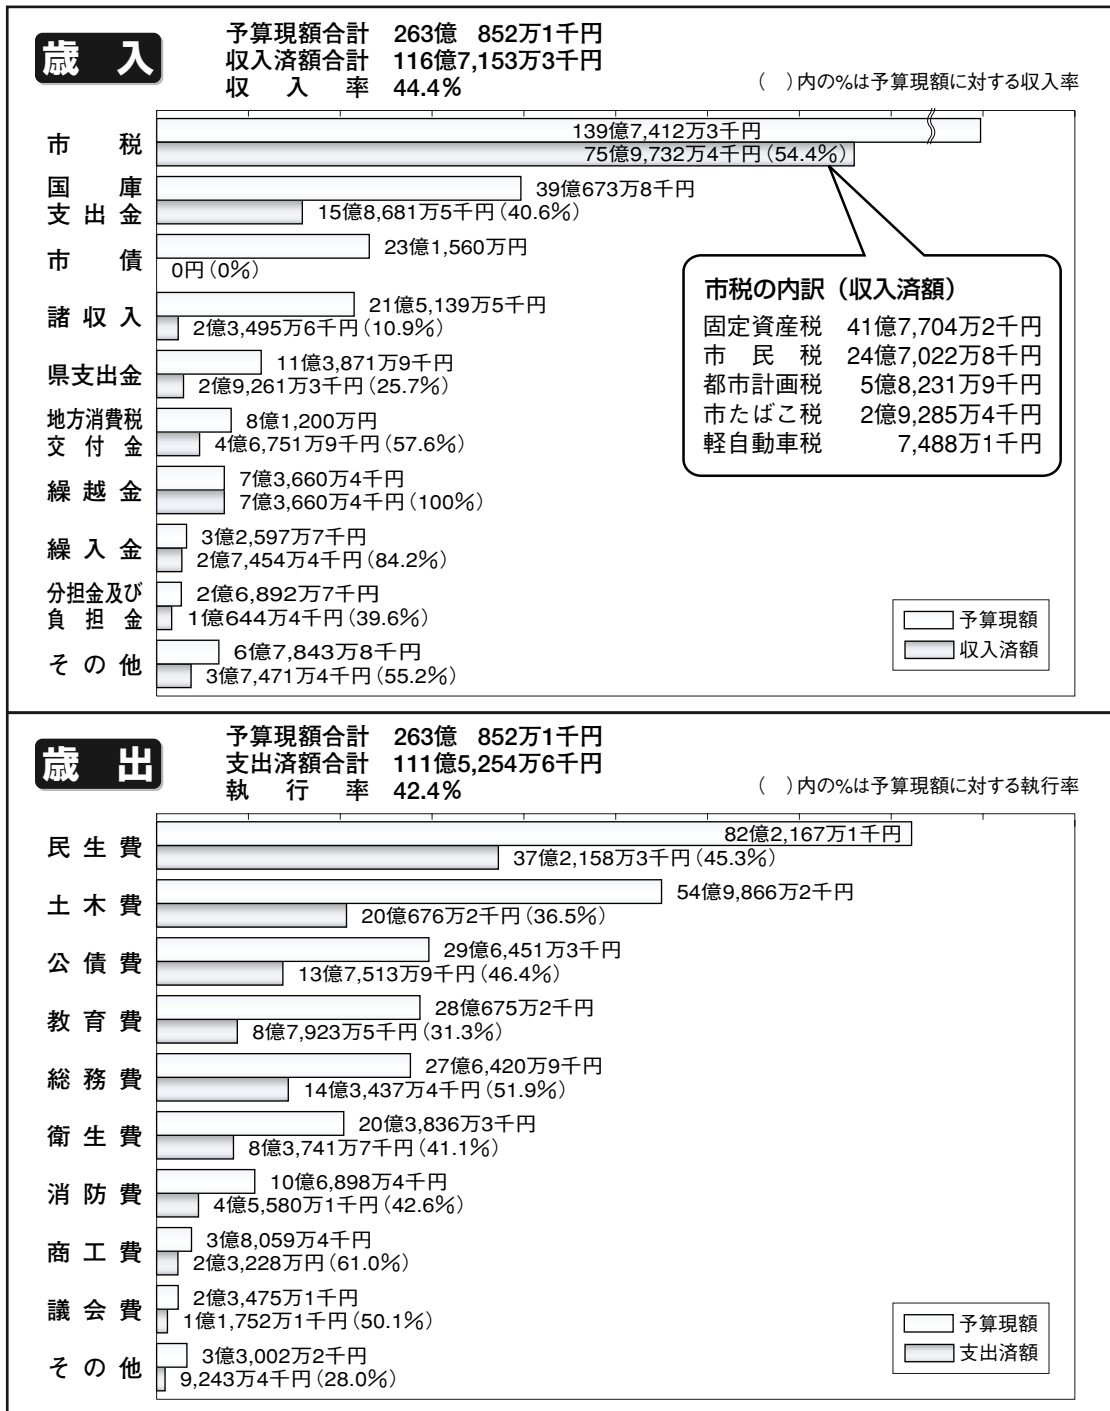 歳入
予算現額合計 263億 852万1千円
収入済額合計 116億7,153万3千円
収入率 44.4%
( )内の%は予算現額に対する収入率
市税
139億7,412万3千円
75億9,732万4千円(54.4%)
国庫支出金
39億673万8千円
15億8,681万5千円(40.6%)
市債
23億1,560万円
0円(0%)
諸収入
21億5,139万5千円
2億3,495万6千円(10.9%)
県支出金
11億3,871万9千円
2億9,261万3千円(25.7%)
地方消費税交付金
8億1,200万円
4億6,751万9千円(57.6%)
繰越金
7億3,660万4千円
7億3,660万4千円(100%)
繰入金
3億2,597万7千円
2億7,454万4千円(84.2%)
分担金及び負担金
2億6,892万7千円
1億644万4千円(39.6%)
その他
6億7,843万8千円
3億7,471万4千円(55.2%)
市税の内訳(収入済額)
固定資産税 41億7,704万2千円
市民税 24億7,022万8千円
都市計画税 5億8,231万9千円
市たばこ税 2億9,285万4千円
軽自動車税 7,488万1千円
予算現額
収入済額
歳出
予算現額合計 263億 852万1千円
支出済額合計 111億5,254万6千円
執行率 42.4%
( )内の%は予算現額に対する執行率
民生費
82億2,167万1千円
37億2,158万3千円(45.3%)
土木費
54億9,866万2千円
20億676万2千円(36.5%)
公債費
29億6,451万3千円
13億7,513万9千円(46.4%)
教育費
28億675万2千円
8億7,923万5千円(31.3%)
総務費
27億6,420万9千円
14億3,437万4千円(51.9%)
衛生費
20億3,836万3千円
8億3,741万7千円(41.1%)
消防費
10億6,898万4千円
4億5,580万1千円(42.6%)
商工費
3億8,059万4千円
2億3,228万円(61.0%)
議会費
2億3,475万1千円
1億1,752万1千円(50.1%)
その他
3億3,002万2千円
9,243万4千円(28.0%)
予算現額
支出済額